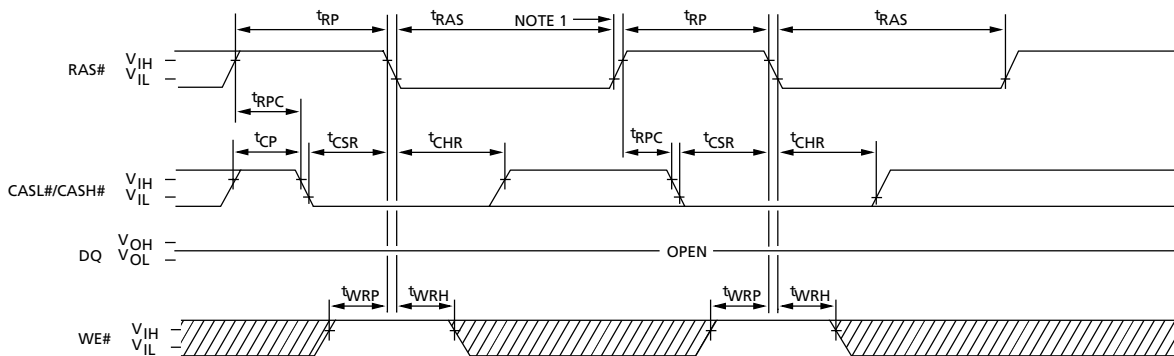 tRP tRAS NOTE 1 tRP tRAS
RAS# VIH
VIL
tRPC
tCP tCSR tCHR tRPC tCSR tCHR
CASL#/CASH# VIH
VIL
DQ VOH
VOL
OPEN
tWRP tWRH tWRP tWRH
WE# VIH
VIL